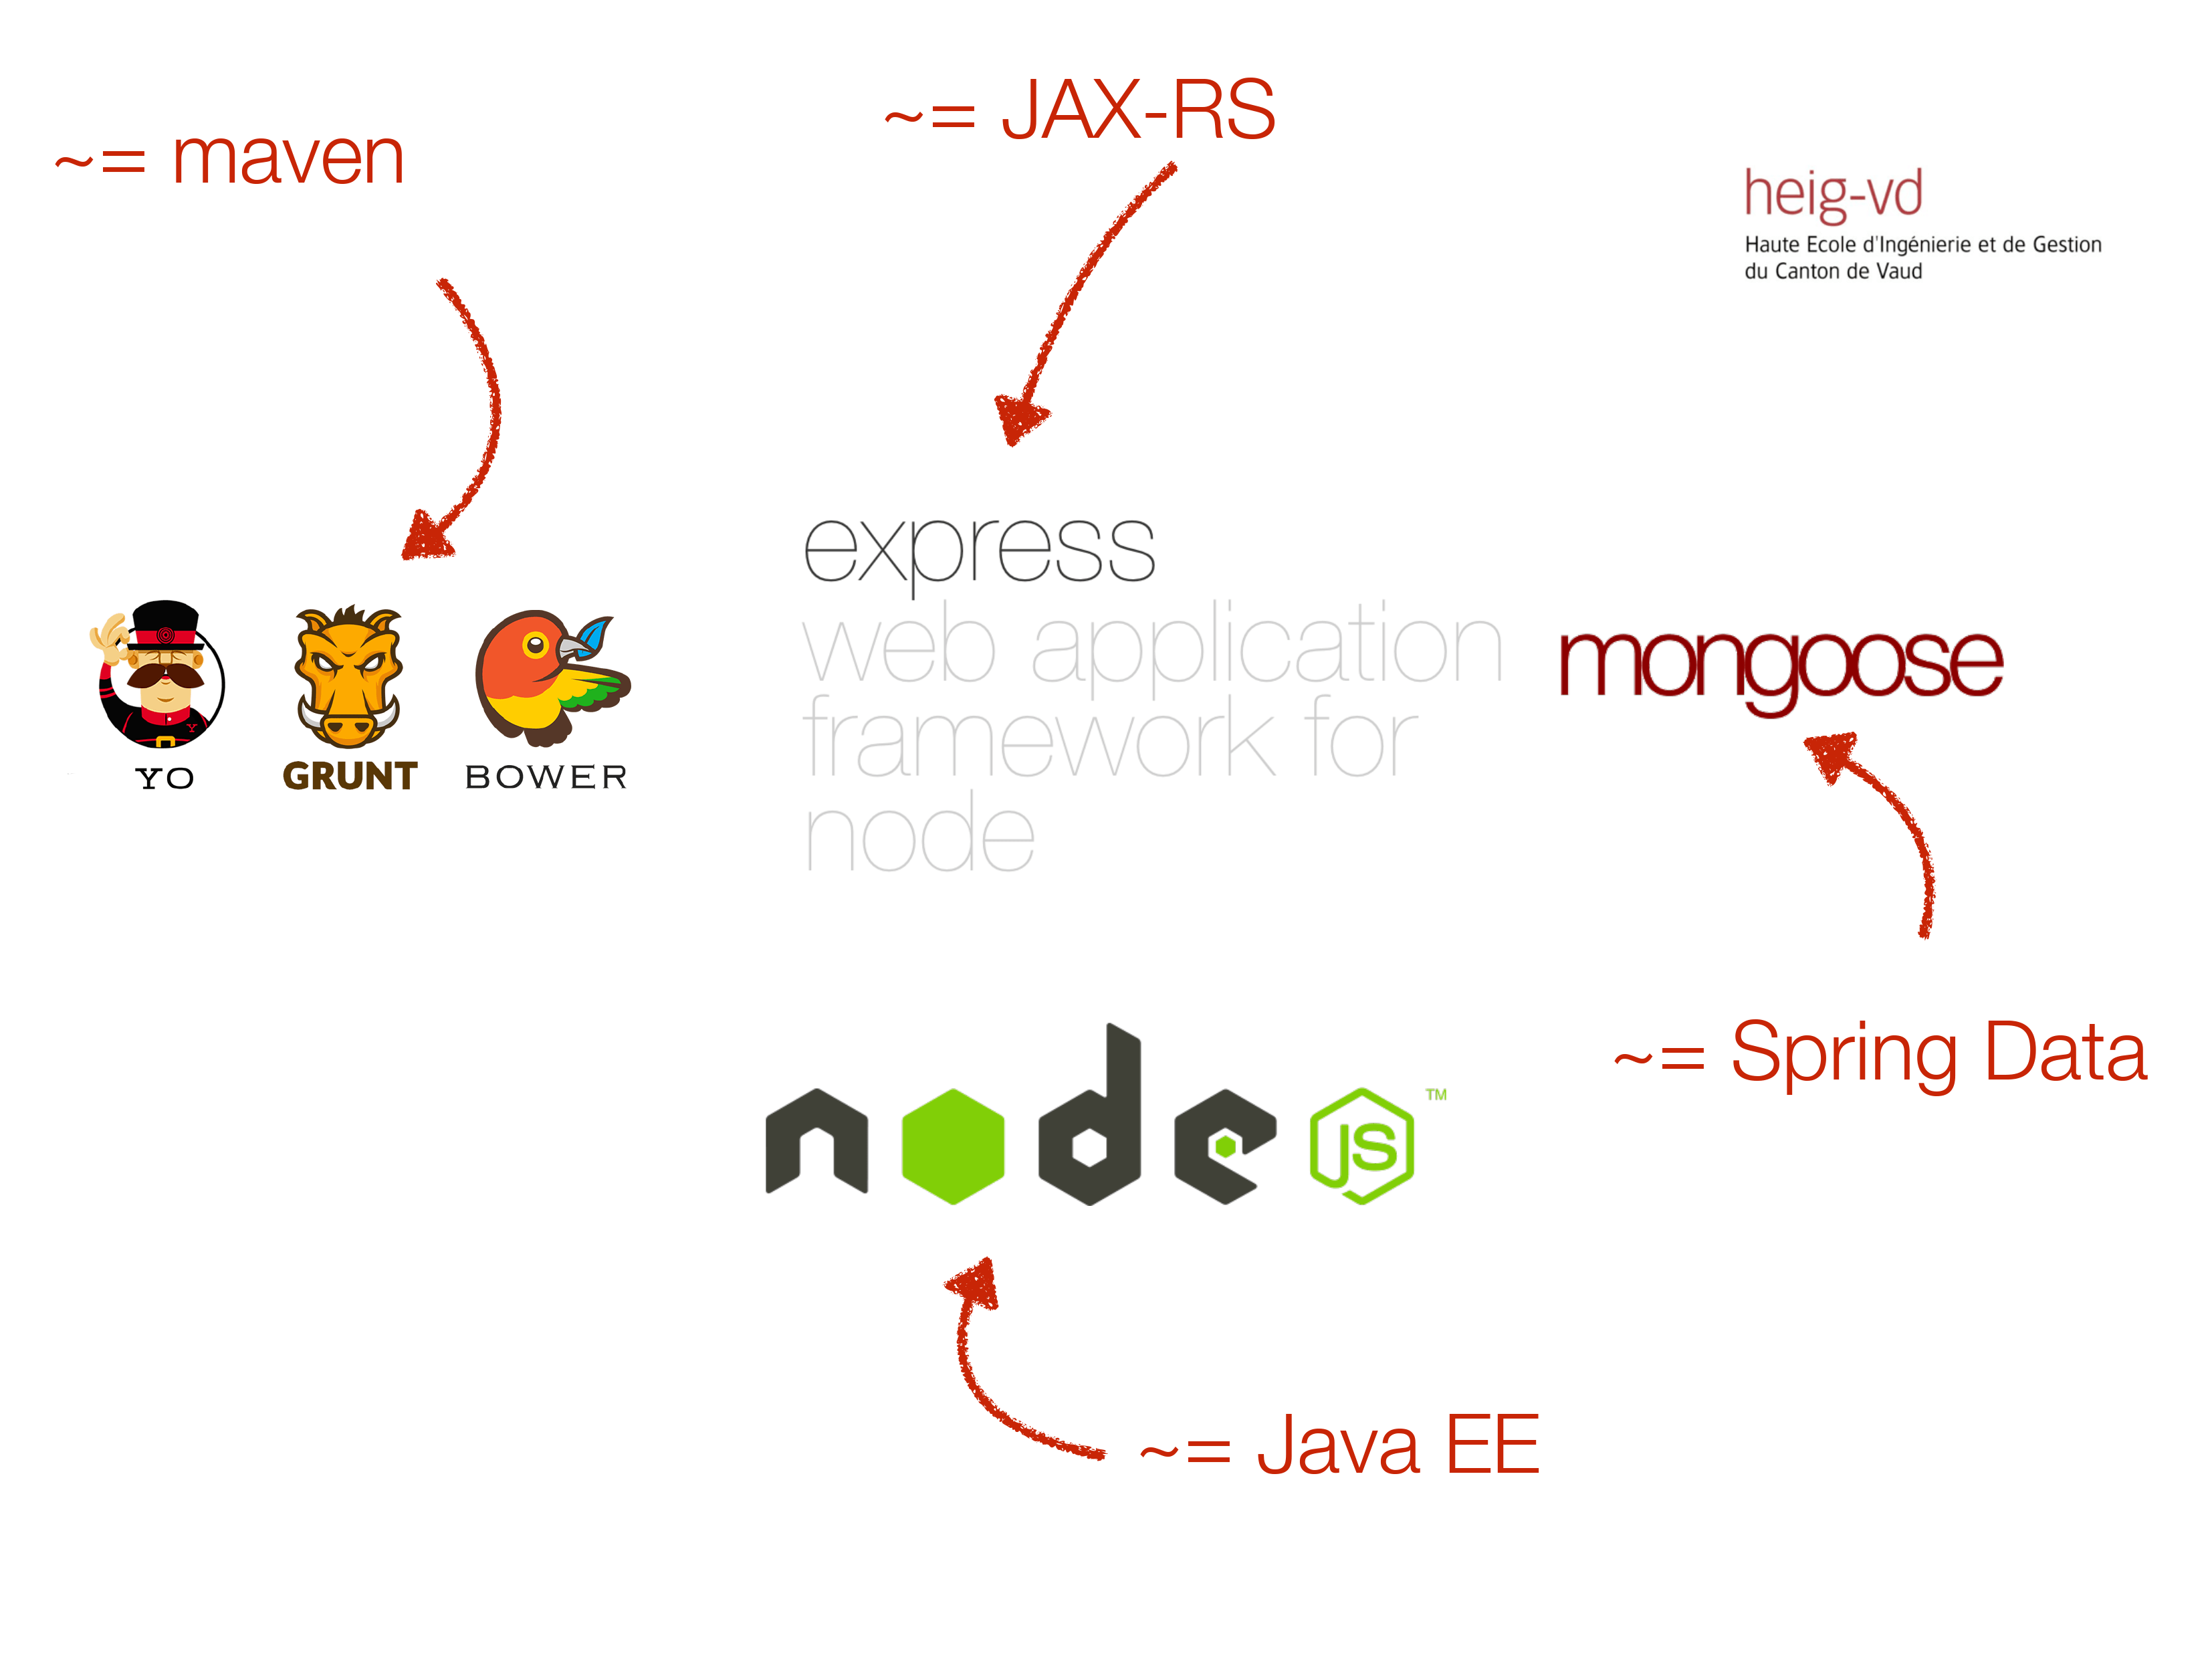 ~= maven
~= JAX-RS
heig-vd
Haute Ecole d'Ingénierie et de Gestion
du Canton de Vaud
express
web application
framework for
node
mongoose
YO
GRUNT
BOWER
~= Spring Data
node JS ™
~= Java EE